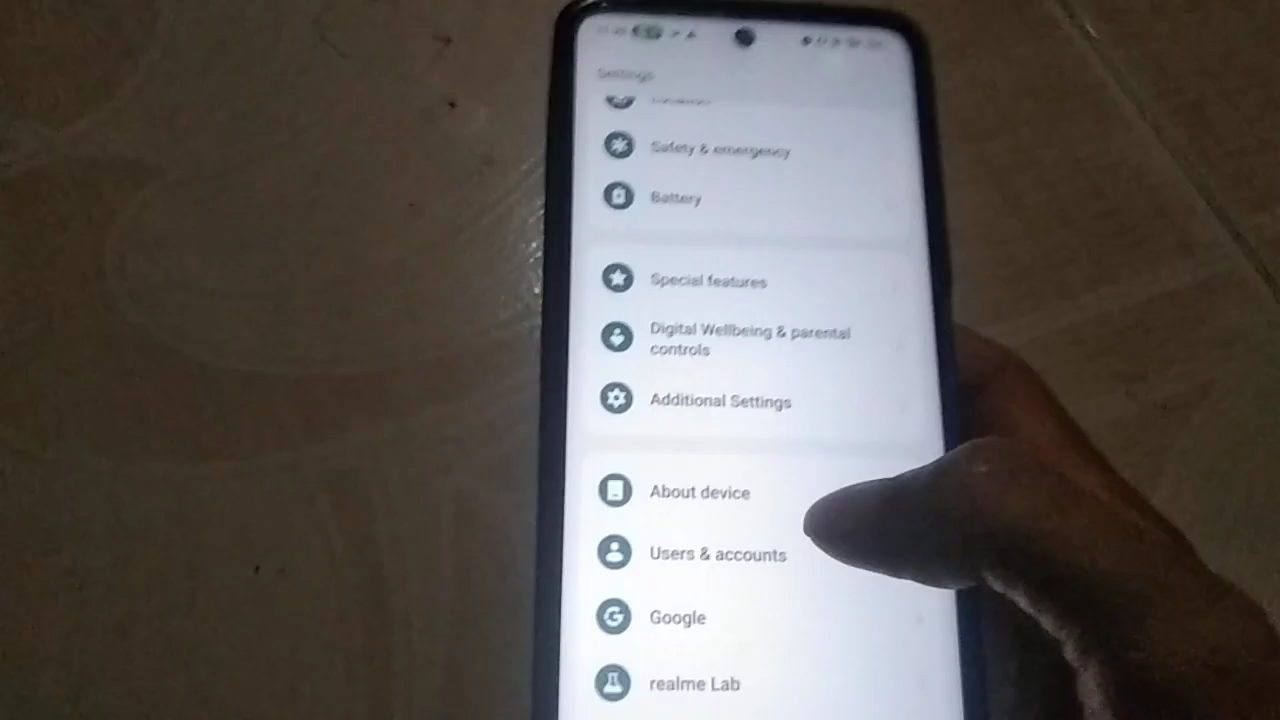 Settings
Safety & emergency
Battery
Special features
Digital Wellbeing & parental
controls
Additional Settings
About device
Users & accounts
Google
realme Lab